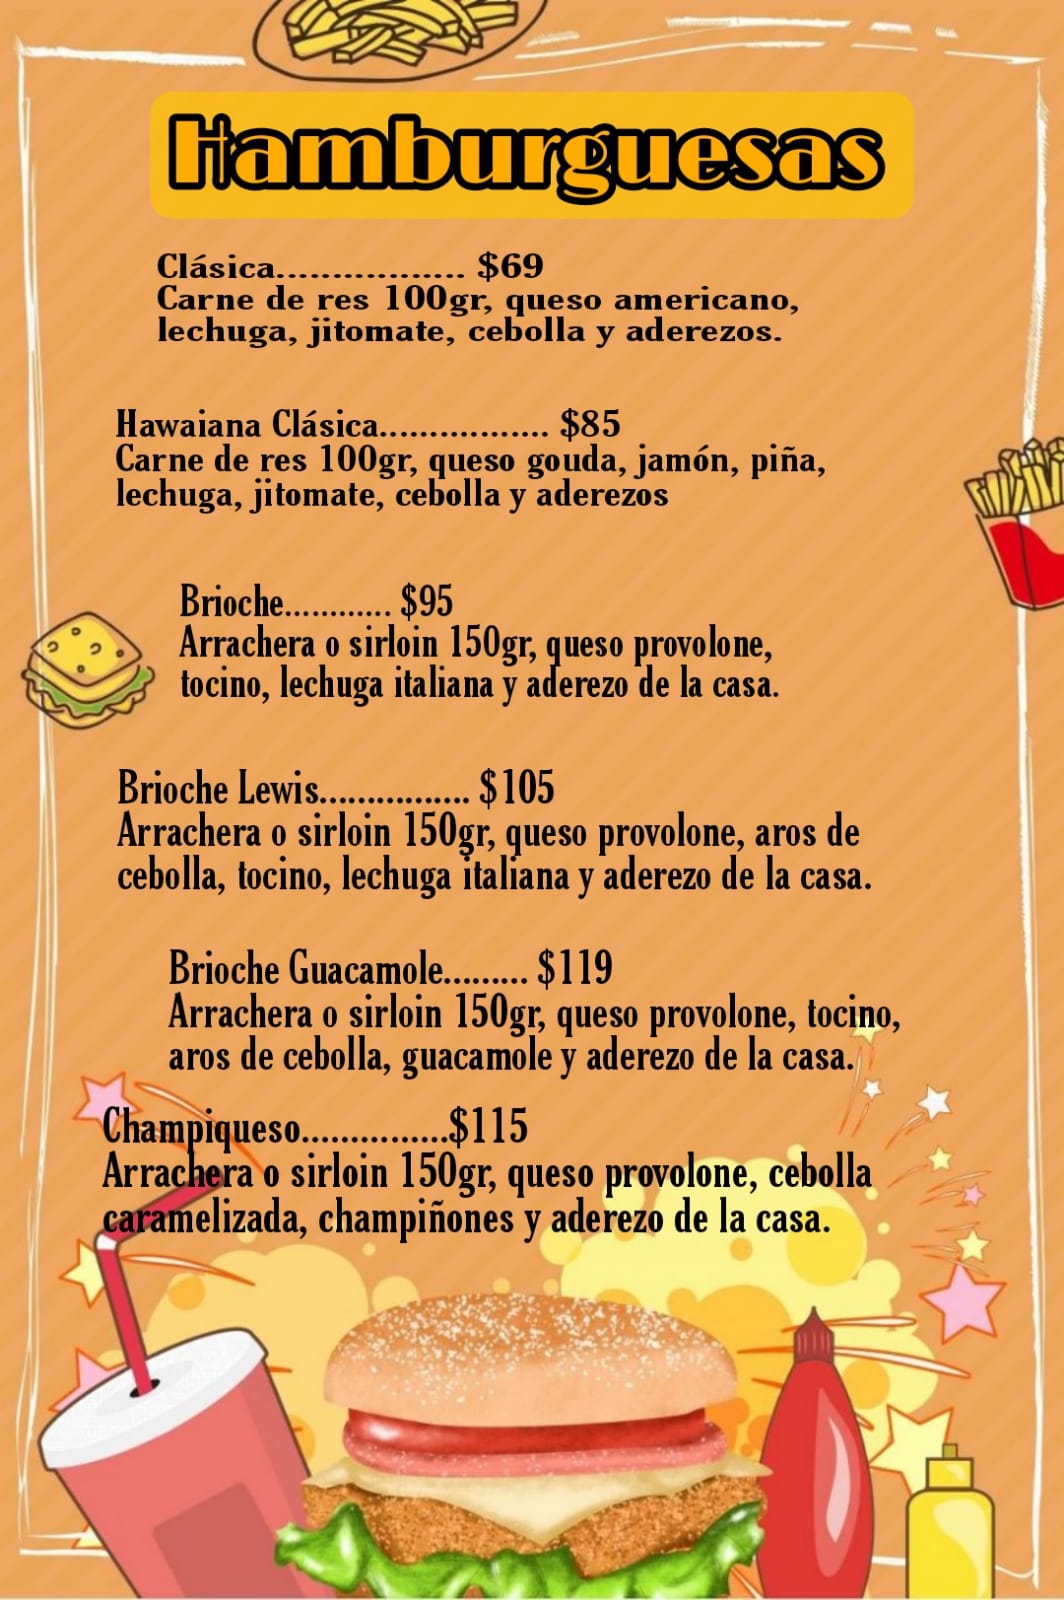 Hamburguesas
Clásica................. $69
Carne de res 100gr, queso americano,
lechuga, jitomate, cebolla y aderezos.
Hawaiana Clásica................. $85
Carne de res 100gr, queso gouda, jamón, piña,
lechuga, jitomate, cebolla y aderezos
Brioche............ $95
Arrachera o sirloin 150gr, queso provolone,
tocino, lechuga italiana y aderezo de la casa.
Brioche Lewis................ $105
Arrachera o sirloin 150gr, queso provolone, aros de
cebolla, tocino, lechuga italiana y aderezo de la casa.
Brioche Guacamole......... $119
Arrachera o sirloin 150gr, queso provolone, tocino,
aros de cebolla, guacamole y aderezo de la casa.
Champiqueso...............$115
Arrachera o sirloin 150gr, queso provolone, cebolla
caramelizada, champiñones y aderezo de la casa.